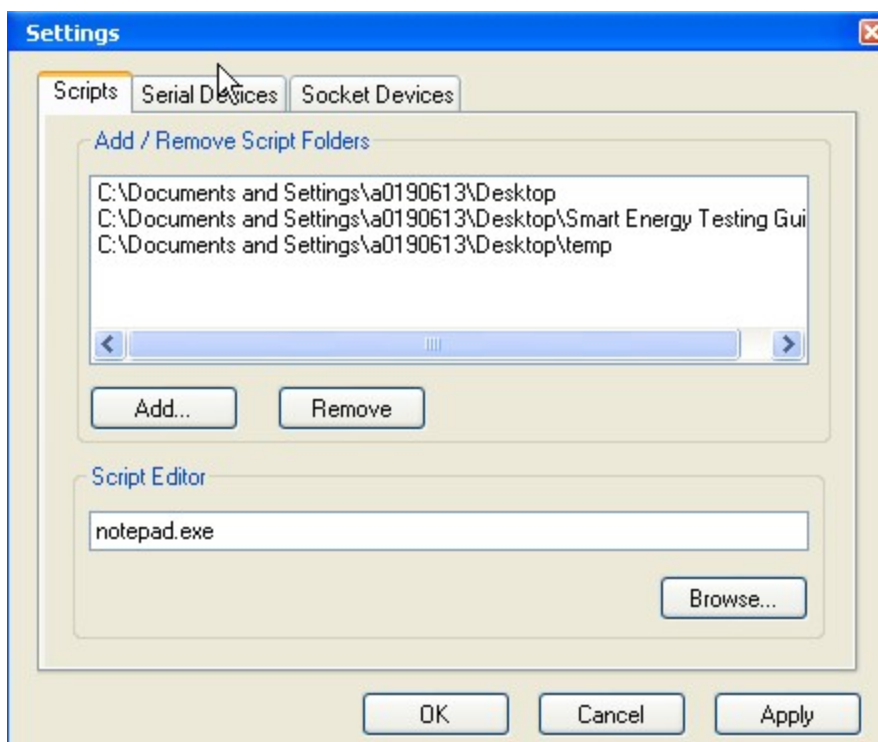 Settings
Scripts Serial Devices Socket Devices
Add / Remove Script Folders
C:\Documents and Settings\a0190613\Desktop
C:\Documents and Settings\a0190613\Desktop\Smart Energy Testing Gui
C:\Documents and Settings\a0190613\Desktop\temp
Add... Remove
Script Editor
notepad.exe
Browse...
OK Cancel Apply